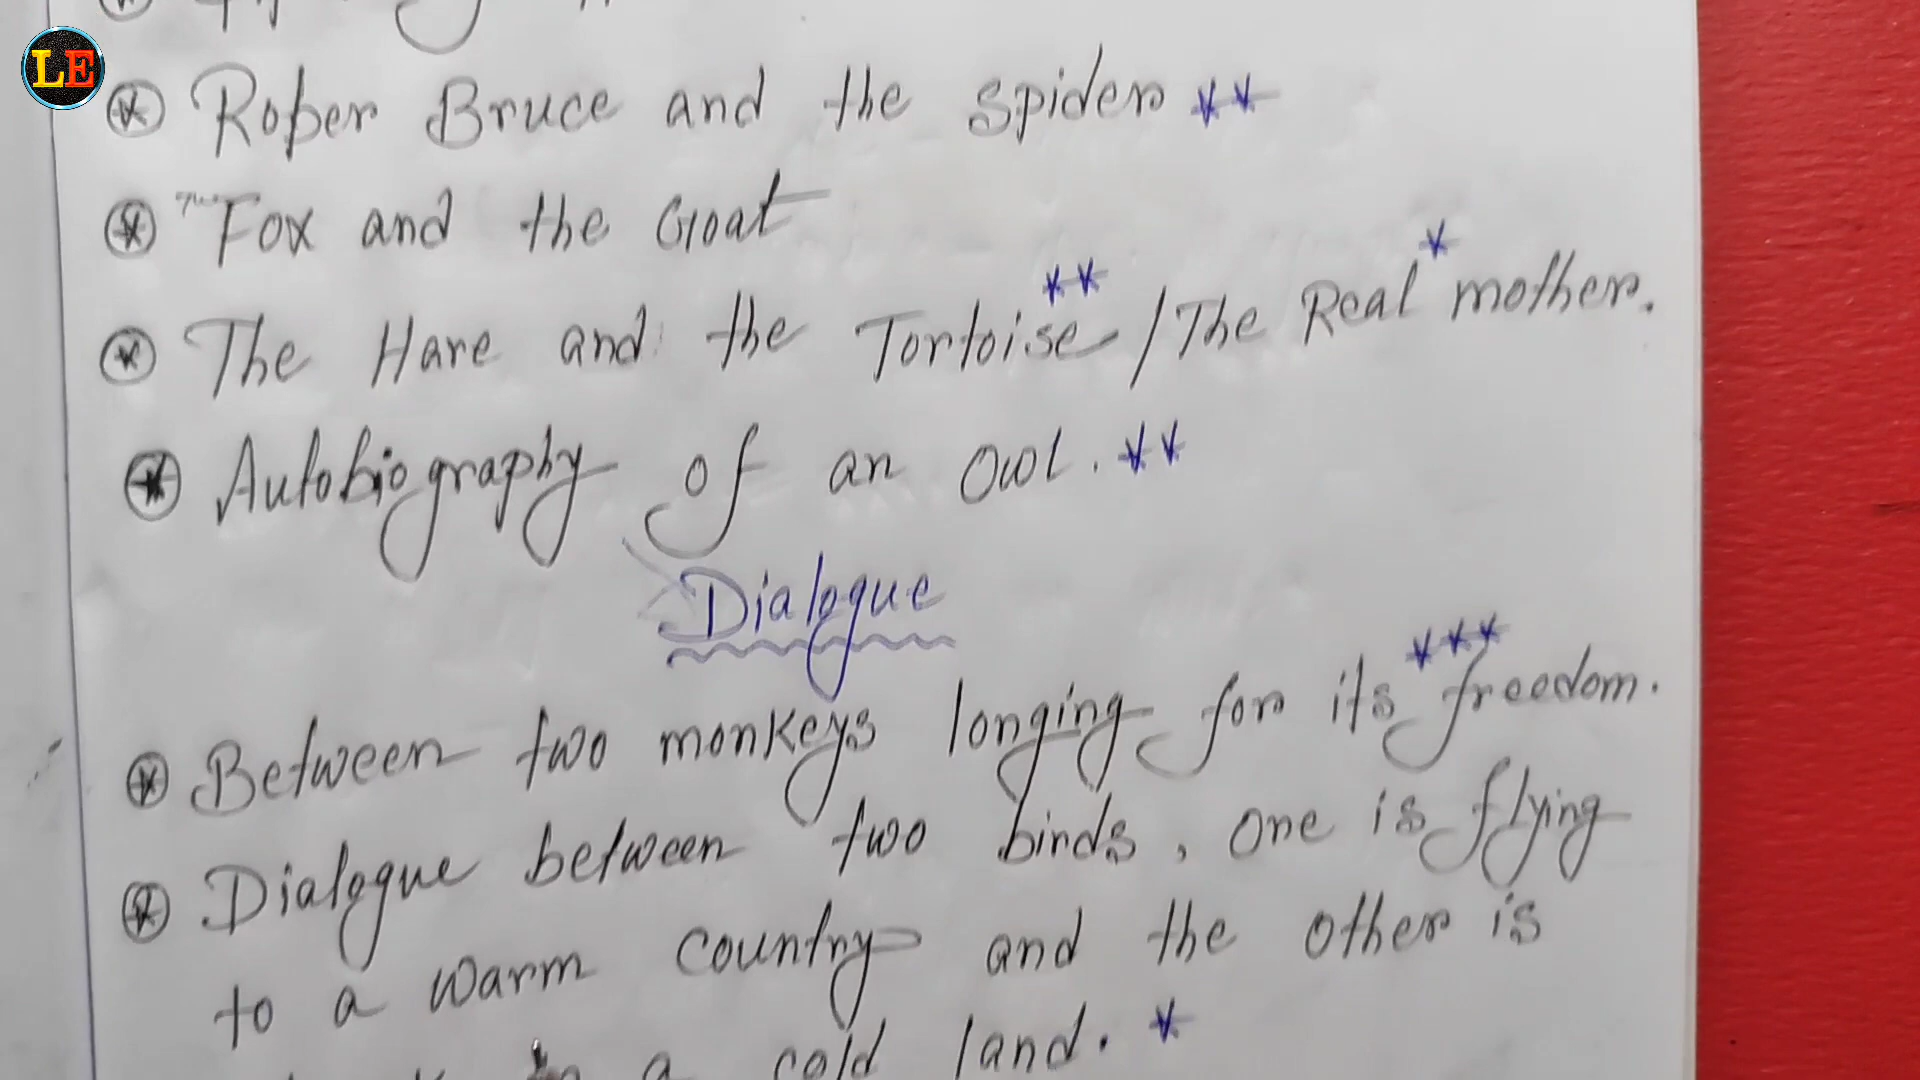 LE
Rober Bruce and the spider **
The Fox and the Goat
The Hare and the Tortoise** / The Real* mother.
Autobiography of an Owl. **
Dialogue
Between two monkeys longing for its freedom. ***
Dialogue between two birds, one is flying
to a warm country and the other is
a cold land. *